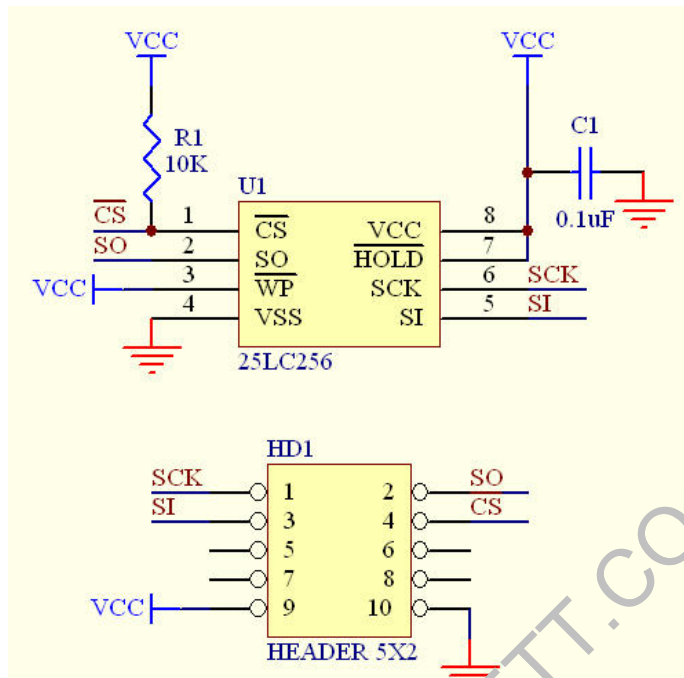 VCC
VCC
R1
10K
C1
0.1uF
U1
CS 1 CS VCC 8
SO 2 SO HOLD 7
VCC 3 WP SCK 6 SCK
4 VSS SI 5 SI
25LC256
HD1
SCK 1 2 SO
SI 3 4 CS
5 6
7 8
VCC 9 10
HEADER 5X2